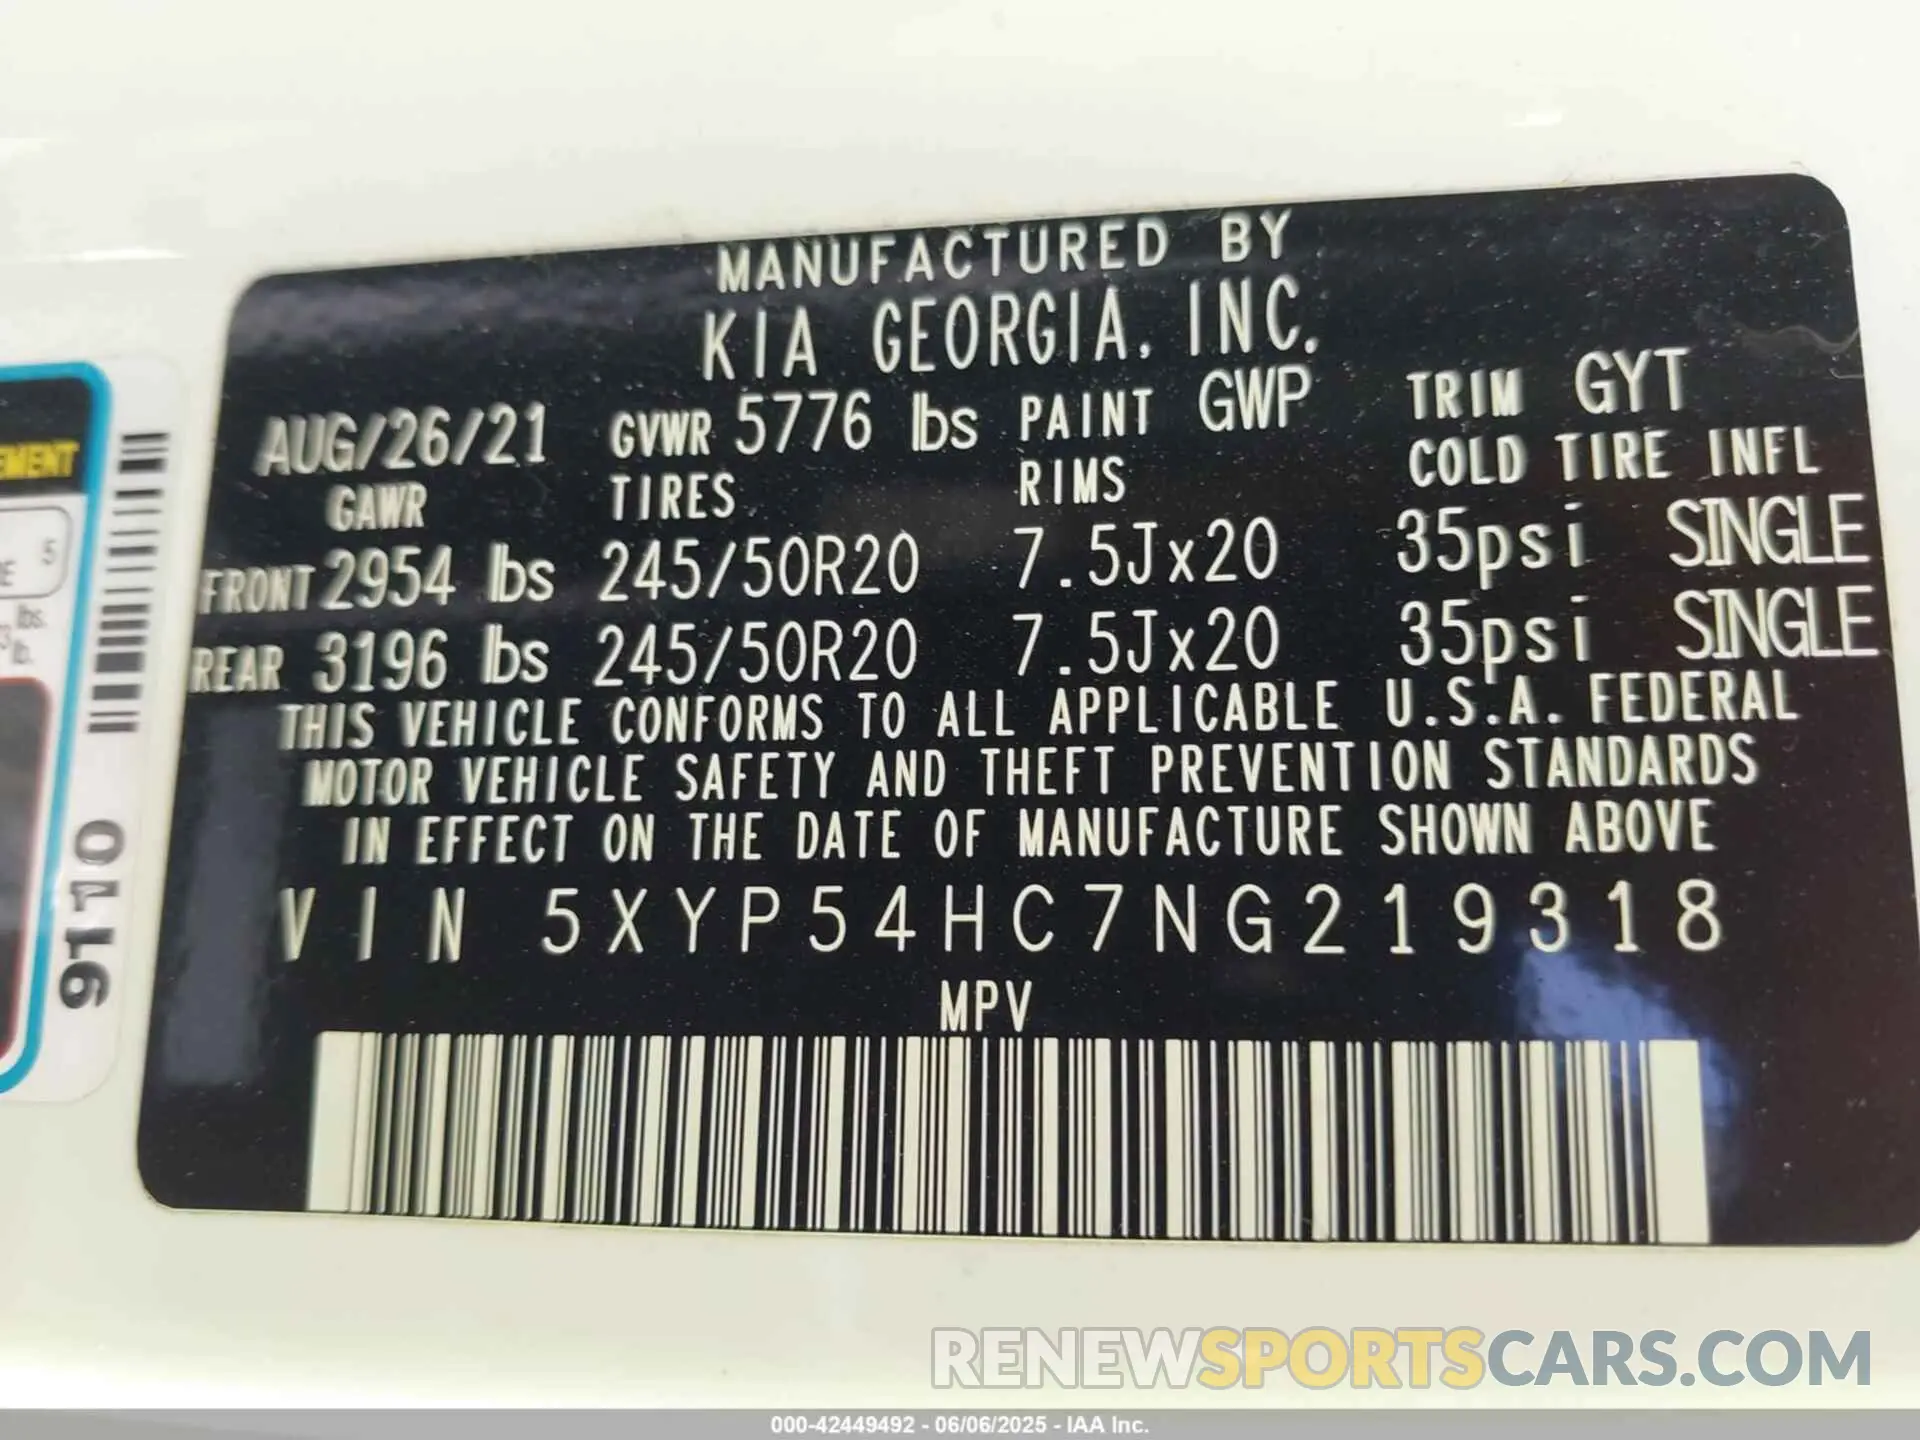 MANUFACTURED BY
KIA GEORGIA, INC.
AUG/26/21 GVWR 5776 lbs PAINT GWP TRIM GYT
GAWR TIRES RIMS COLD TIRE INFL
FRONT 2954 lbs 245/50R20 7.5Jx20 35psi SINGLE
REAR 3196 lbs 245/50R20 7.5Jx20 35psi SINGLE
THIS VEHICLE CONFORMS TO ALL APPLICABLE U.S.A. FEDERAL
MOTOR VEHICLE SAFETY AND THEFT PREVENTION STANDARDS
IN EFFECT ON THE DATE OF MANUFACTURE SHOWN ABOVE
VIN 5XYP54HC7NG219318
MPV
5
lbs.
lb.
9110
RENEWSPORTSCARS.COM
000-42449492 - 06/06/2025 - IAA Inc.